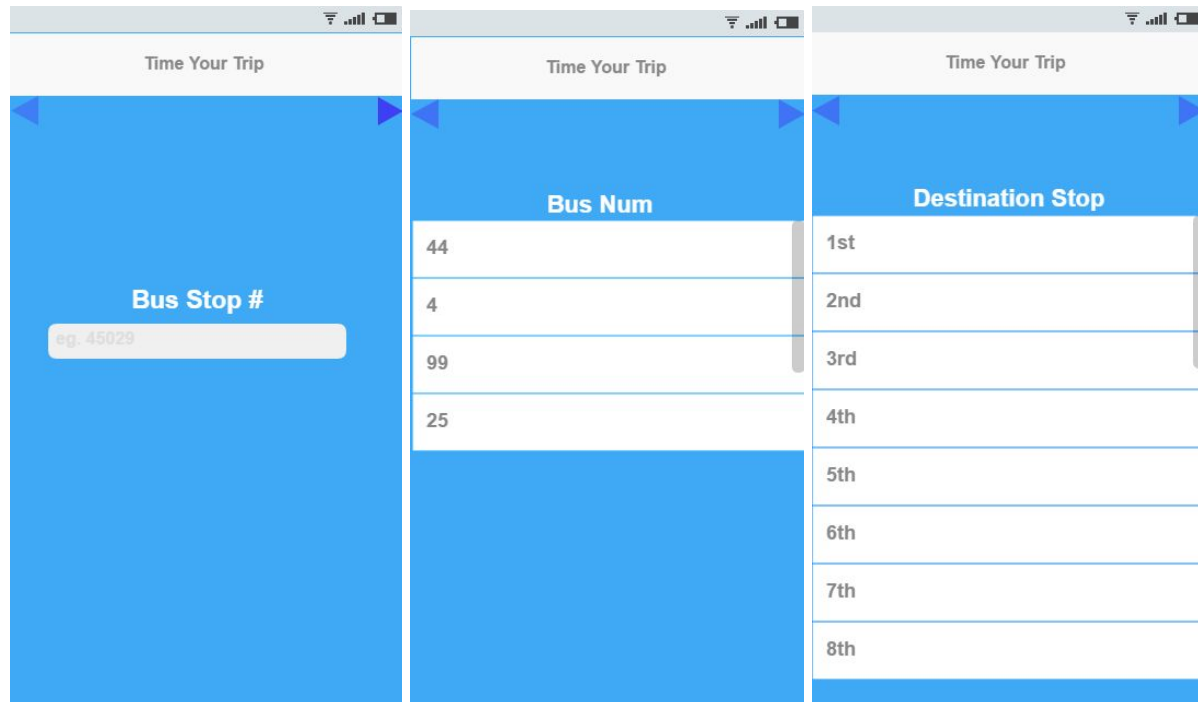 Time Your Trip
Bus Stop #
eg. 45029
Time Your Trip
Bus Num
44
4
99
25
Time Your Trip
Destination Stop
1st
2nd
3rd
4th
5th
6th
7th
8th